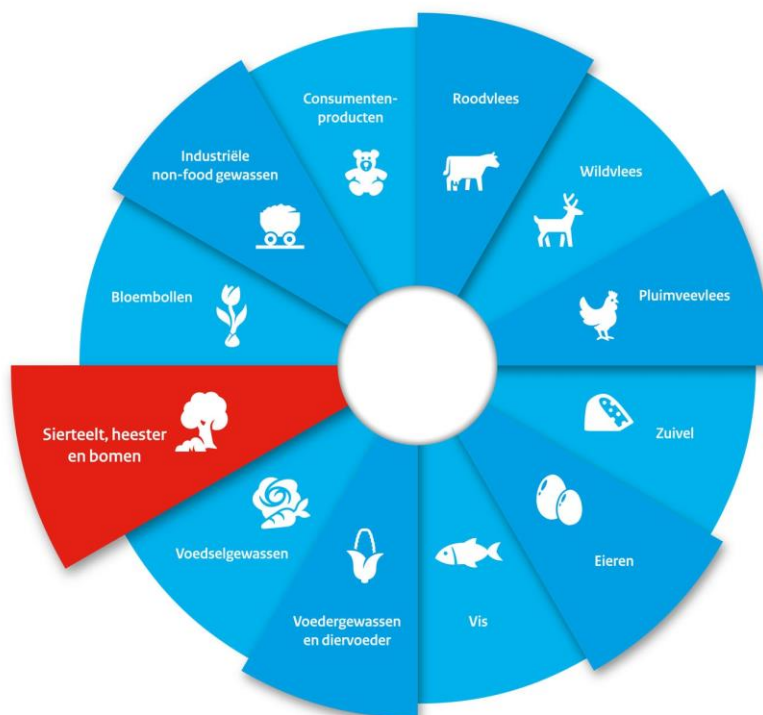 Consumenten-
producten
Roodvlees
Wildvlees
Pluimveevlees
Zuivel
Eieren
Vis
Voedergewassen
en diervoeder
Voedselgewassen
Sierteelt, heester
en bomen
Bloembollen
Industriële
non-food gewassen